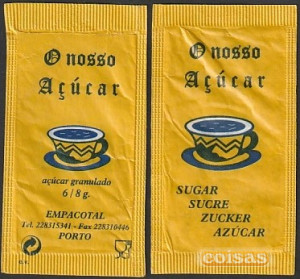 O nosso
Açúcar
açúcar granulado
6 / 8 g.
EMPACOTAL
Tel. 228315341 - Fax 228310446
PORTO
O nosso
Açúcar
SUGAR
SUCRE
ZUCKER
AZÚCAR
coisas